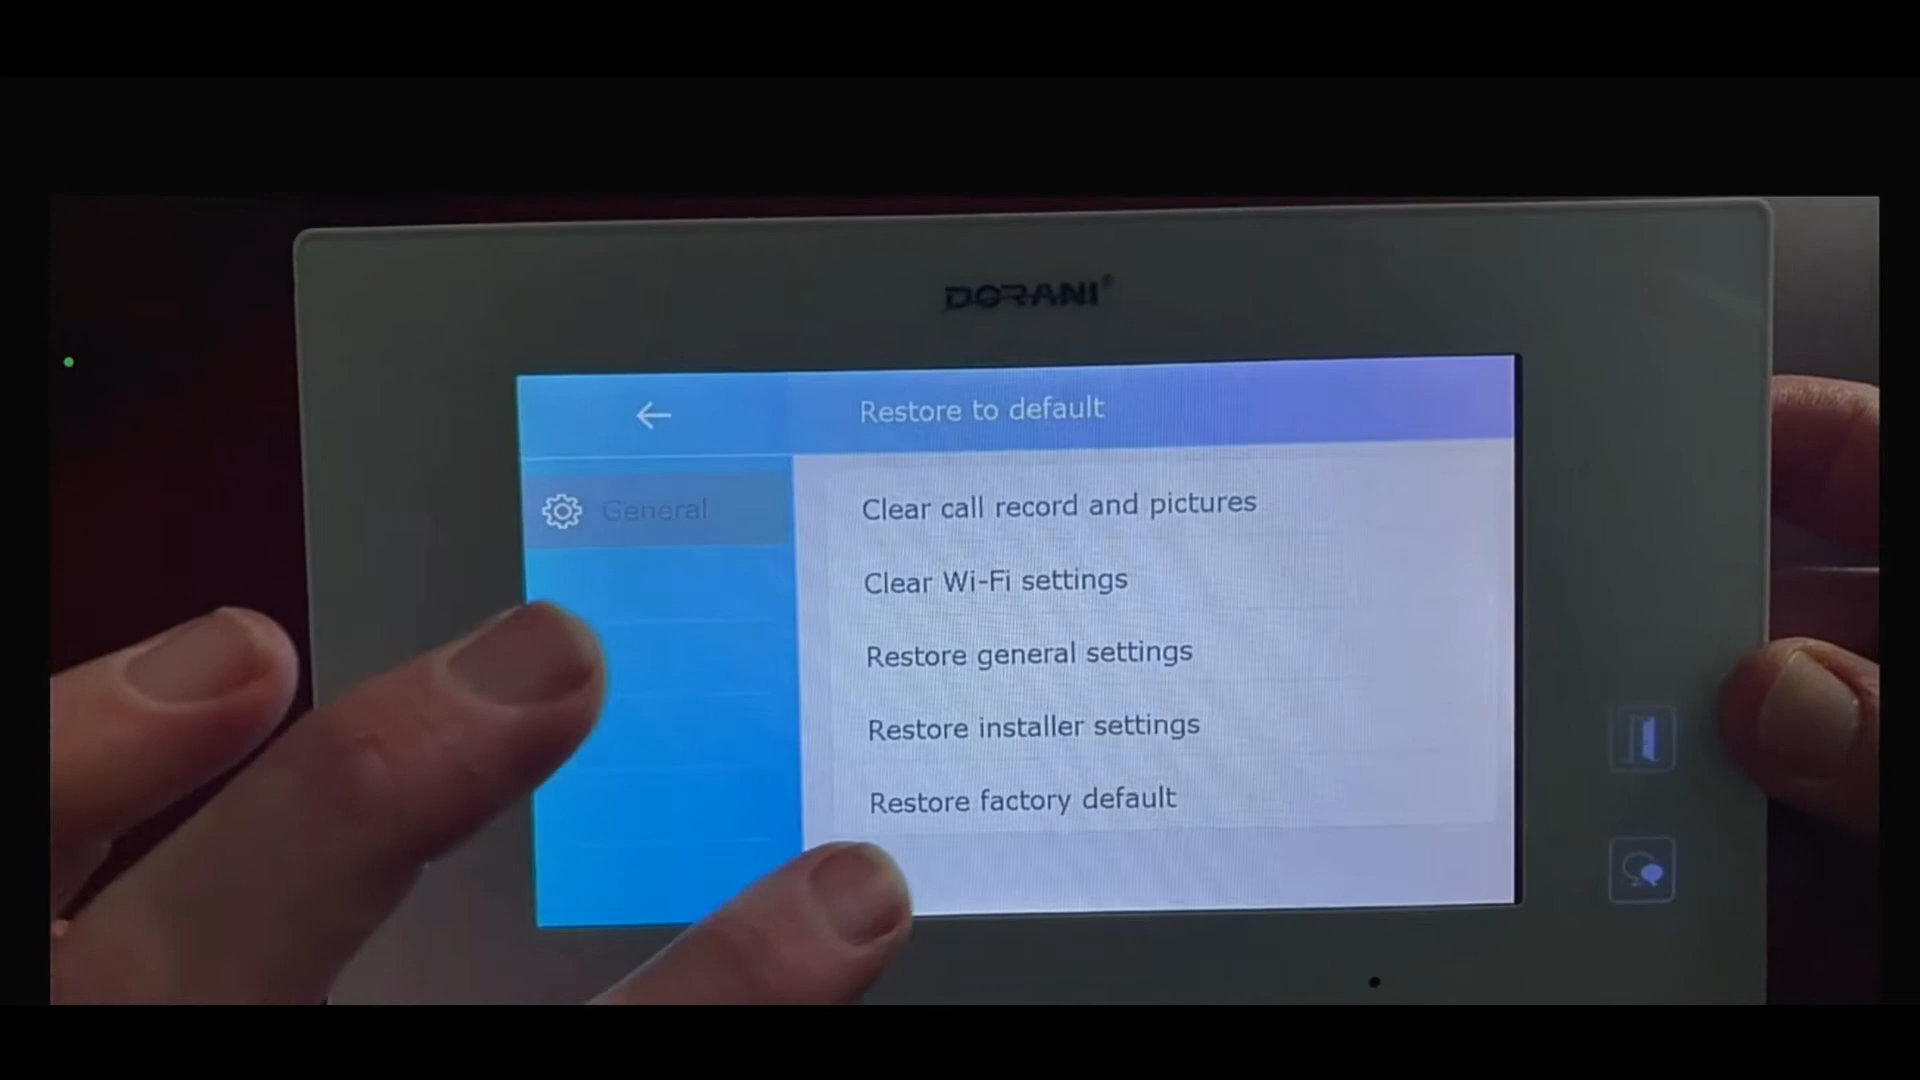 DORANI®
Restore to default
General
Clear call record and pictures
Clear Wi-Fi settings
Restore general settings
Restore installer settings
Restore factory default